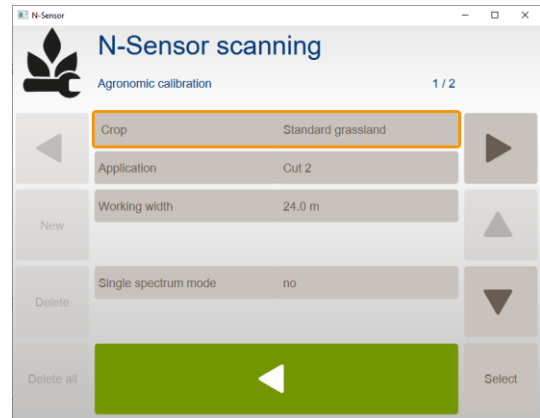 N-Sensor
N-Sensor scanning
Agronomic calibration 1 / 2
Crop Standard grassland
Application Cut 2
Working width 24.0 m
New
Single spectrum mode no
Delete
Delete all Select